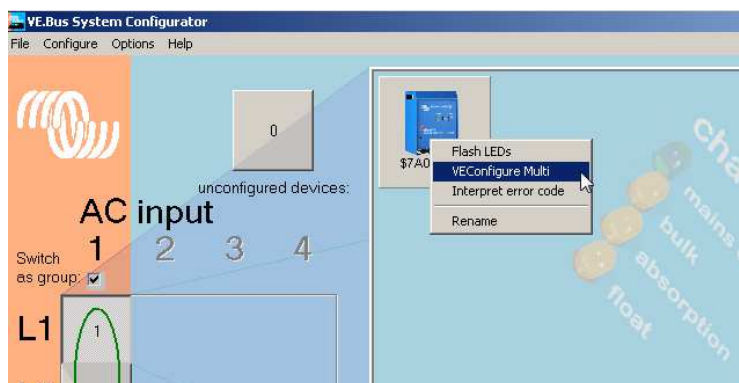 VE.Bus System Configurator
File Configure Options Help
0
unconfigured devices:
$7A0
Flash LEDs
VEConfigure Multi
Interpret error code
Rename
AC input
1 2 3 4
Switch
as group:
L1
1
mains
bulk
absorption
float